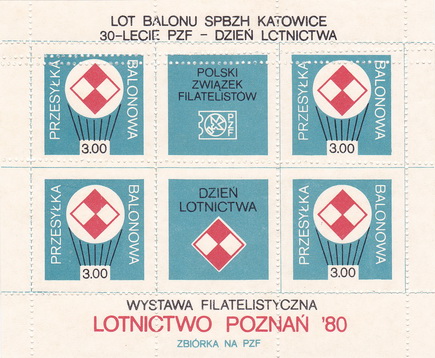 LOT BALONU SPBZH KATOWICE
30-LECIE PZF - DZIEŃ LOTNICTWA
PRZESYŁKA
BALONOWA
3.00
POLSKI
ZWIĄZEK
FILATELISTÓW
PZF
PRZESYŁKA
BALONOWA
3.00
PRZESYŁKA
BALONOWA
3.00
DZIEŃ
LOTNICTWA
PRZESYŁKA
BALONOWA
3.00
WYSTAWA FILATELISTYCZNA
LOTNICTWO POZNAŃ '80
ZBIÓRKA NA PZF